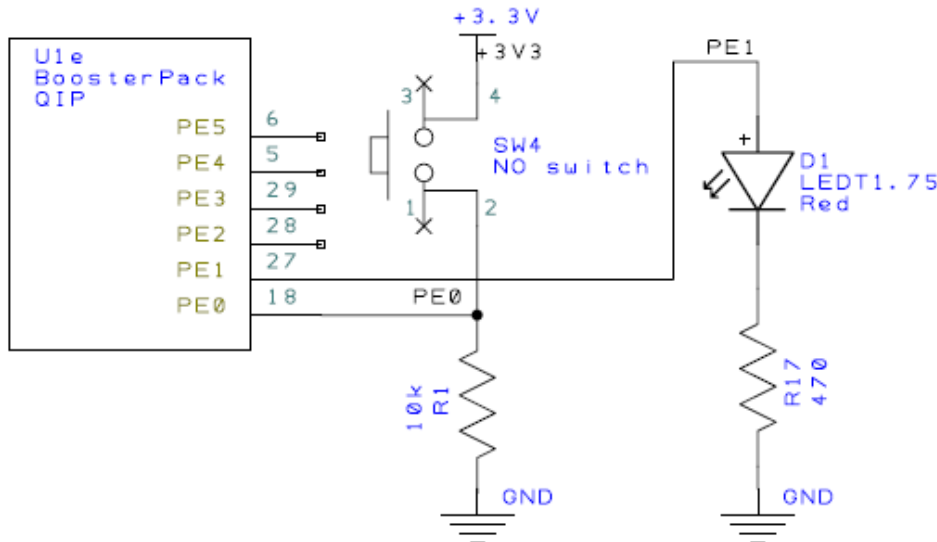 U1e
BoosterPack
QIP
PE5
6
PE4
5
PE3
29
PE2
28
PE1
27
PE0
18
+3.3V
+3V3
3
4
SW4
NO switch
1
2
PE0
10k
R1
GND
PE1
+
D1
LEDT1.75
Red
R17
470
GND